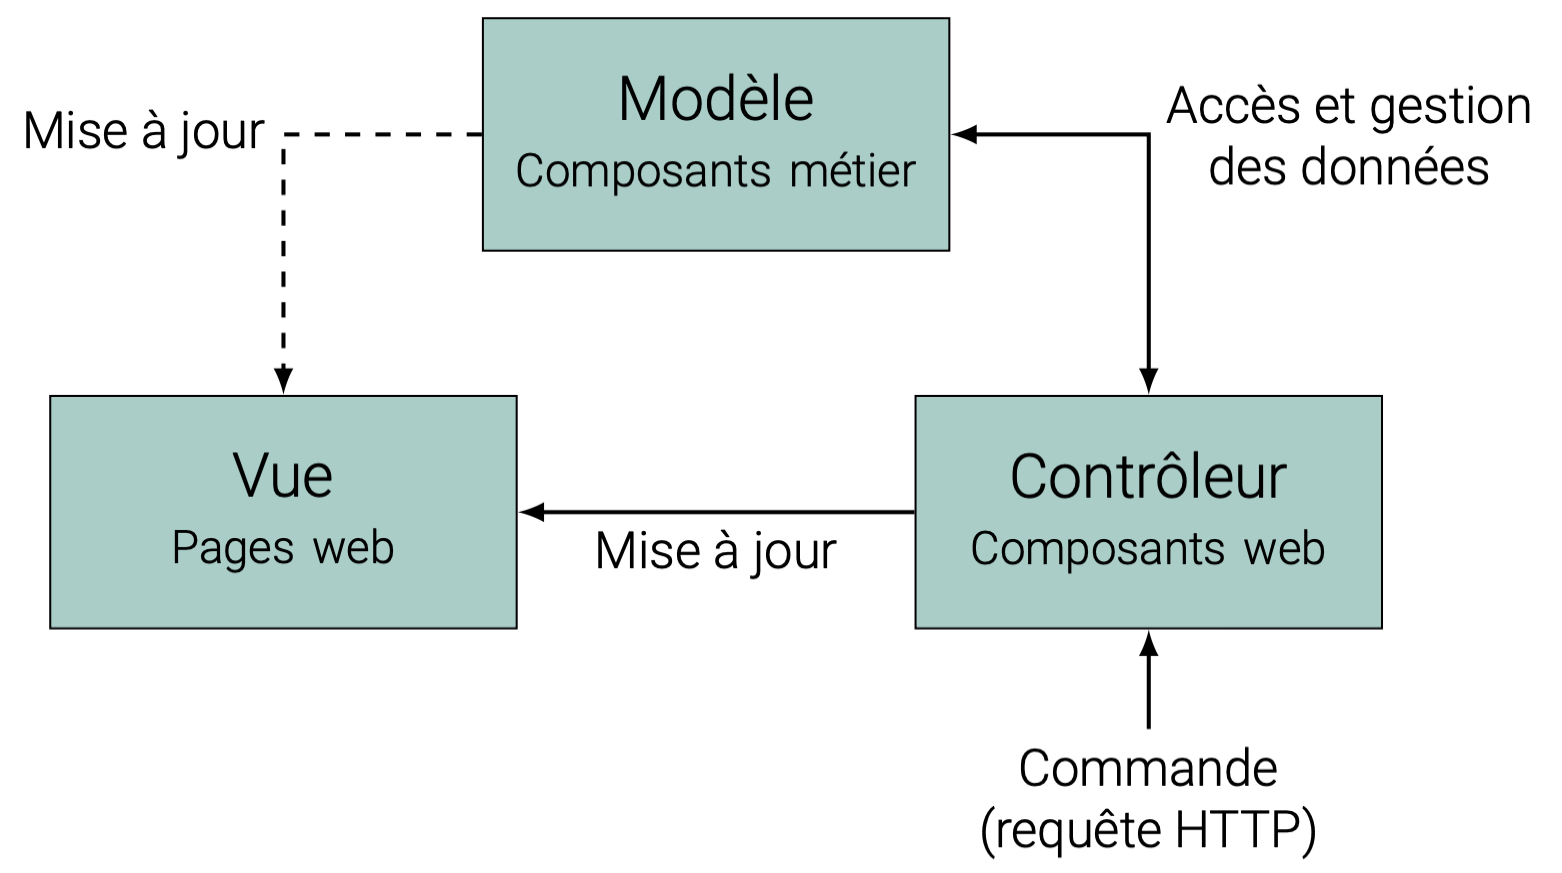 Modèle
Composants métier
Mise à jour
Accès et gestion
des données
Vue
Pages web
Mise à jour
Contrôleur
Composants web
Commande
(requête HTTP)